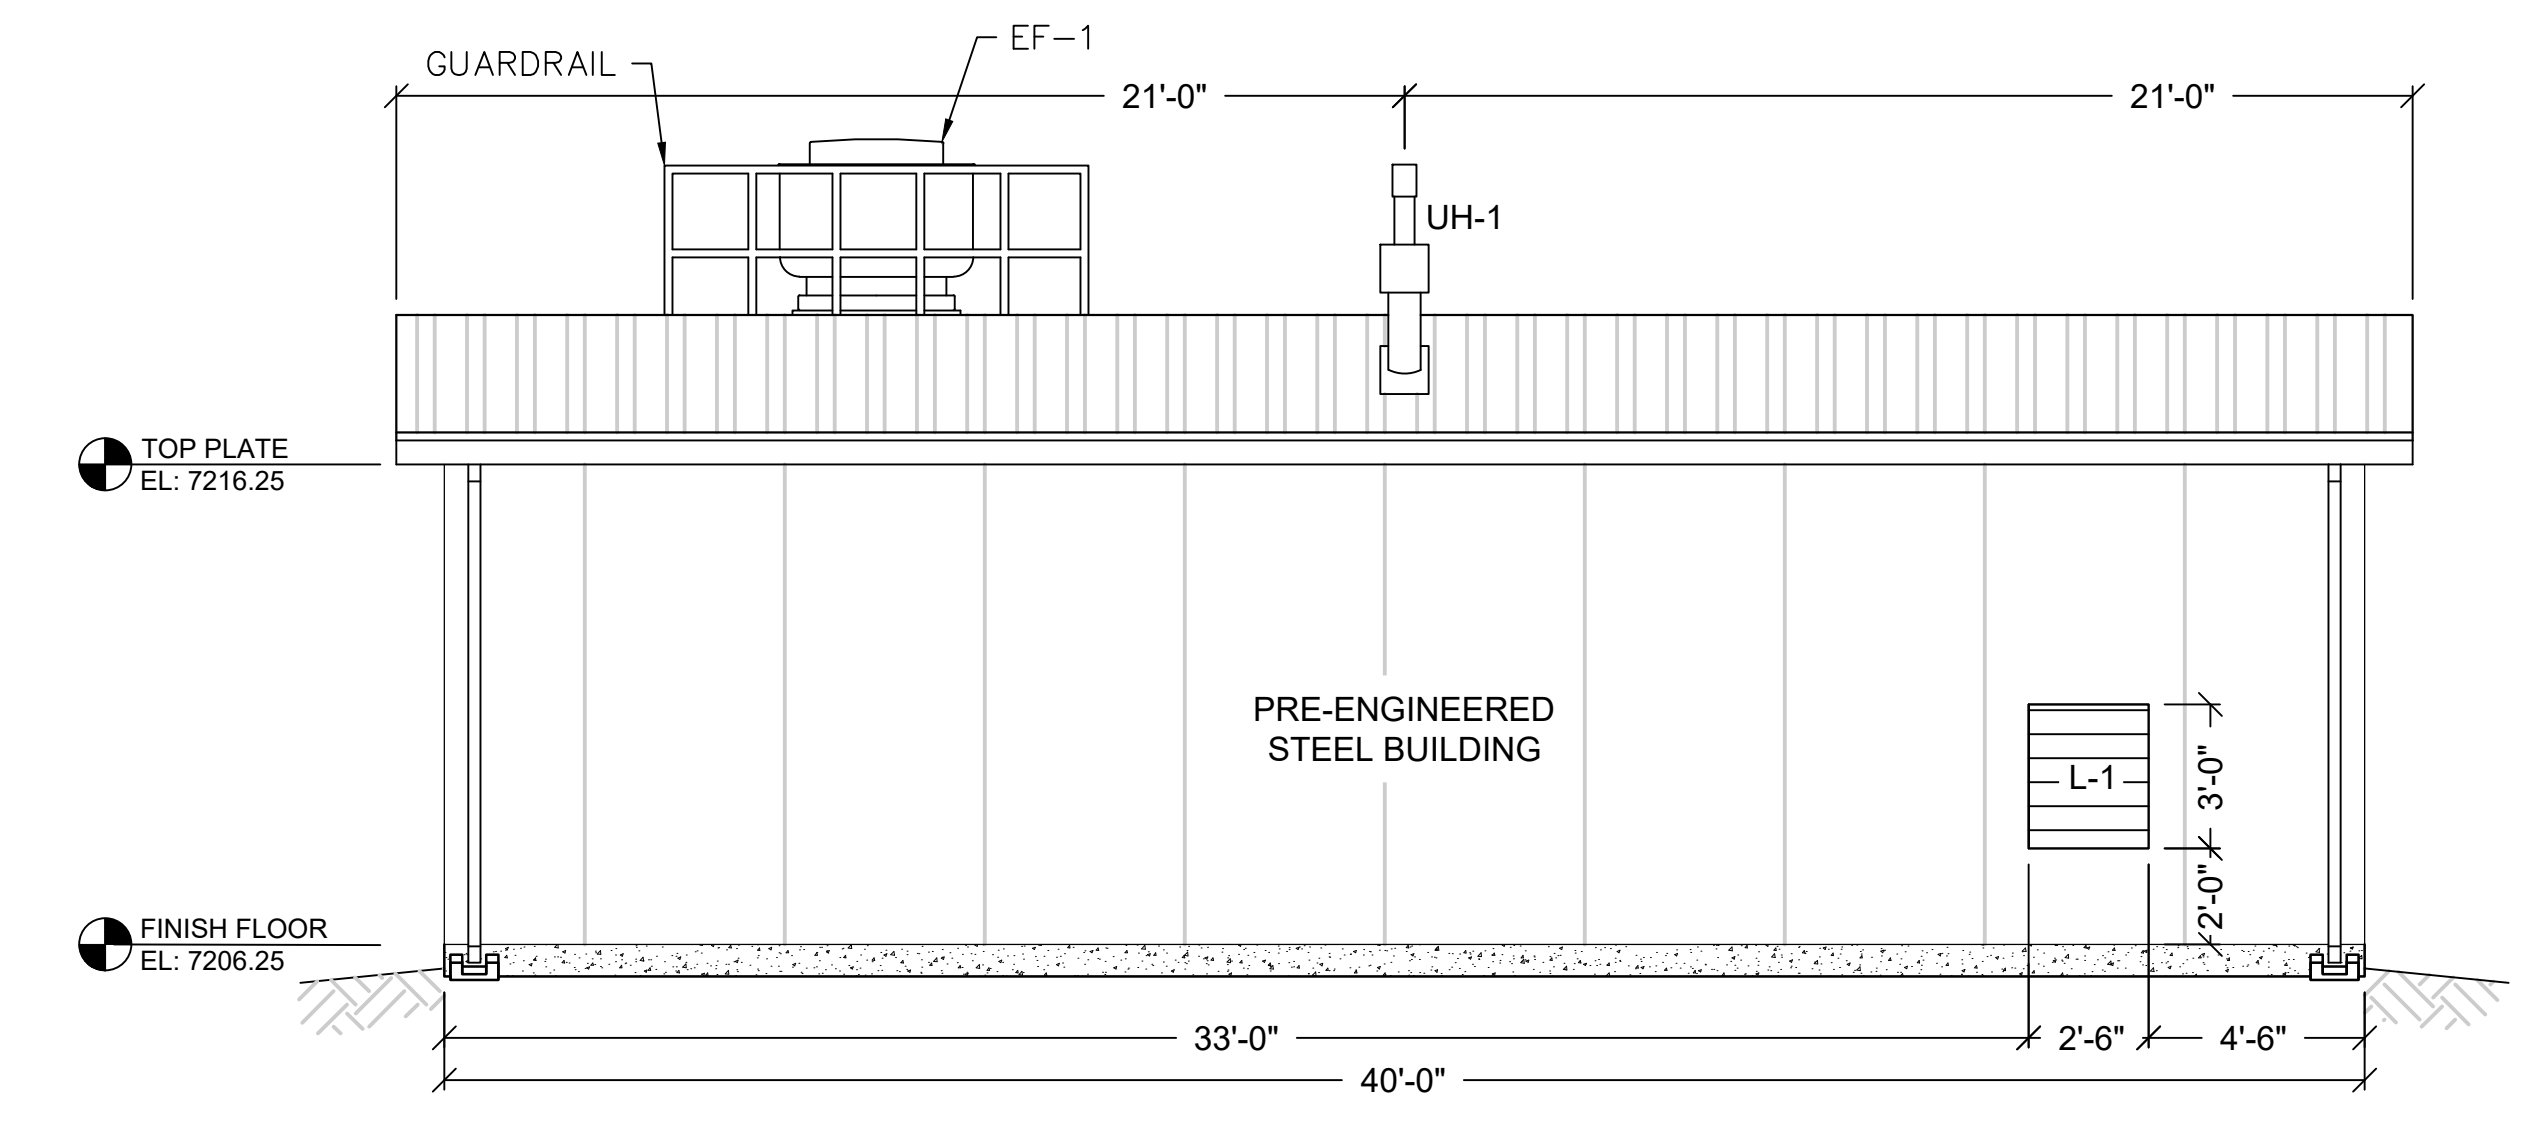 EF-1
GUARDRAIL
21'-0"
21'-0"
UH-1
TOP PLATE
EL: 7216.25
PRE-ENGINEERED
STEEL BUILDING
L-1
3'-0"
2'-0"
FINISH FLOOR
EL: 7206.25
33'-0"
2'-6"
4'-6"
40'-0"